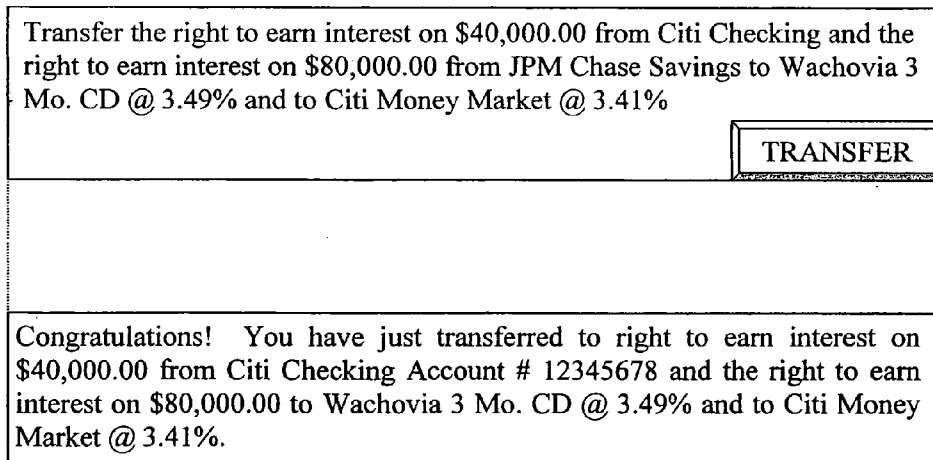 Transfer the right to earn interest on $40,000.00 from Citi Checking and the
right to earn interest on $80,000.00 from JPM Chase Savings to Wachovia 3
Mo. CD @ 3.49% and to Citi Money Market @ 3.41%
TRANSFER
Congratulations! You have just transferred to right to earn interest on
$40,000.00 from Citi Checking Account # 12345678 and the right to earn
interest on $80,000.00 to Wachovia 3 Mo. CD @ 3.49% and to Citi Money
Market @ 3.41%.